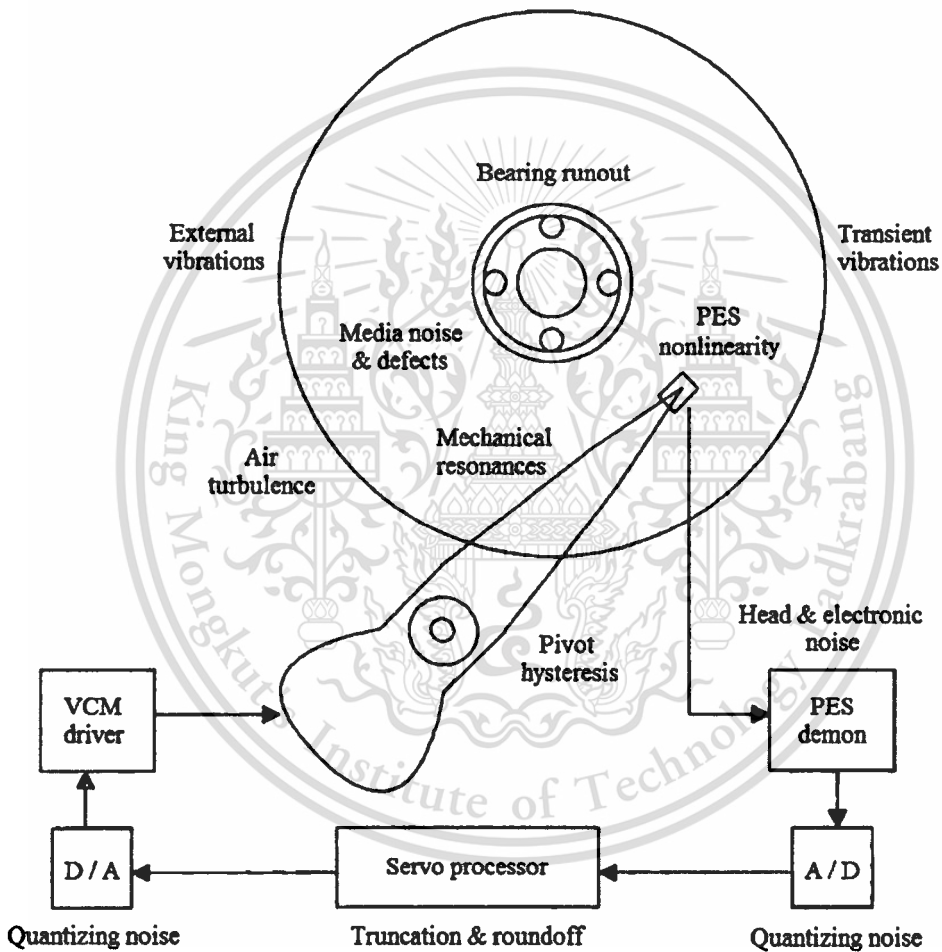 Bearing runout
External
vibrations
Transient
vibrations
Media noise
& defects
PES
nonlinearity
Mechanical
resonances
Air
turbulence
Head & electronic
noise
Pivot
hysteresis
VCM
driver
PES
demon
D / A
Servo processor
A / D
Quantizing noise
Truncation & roundoff
Quantizing noise
King Mongkut's Institute of Technology Ladkrabang